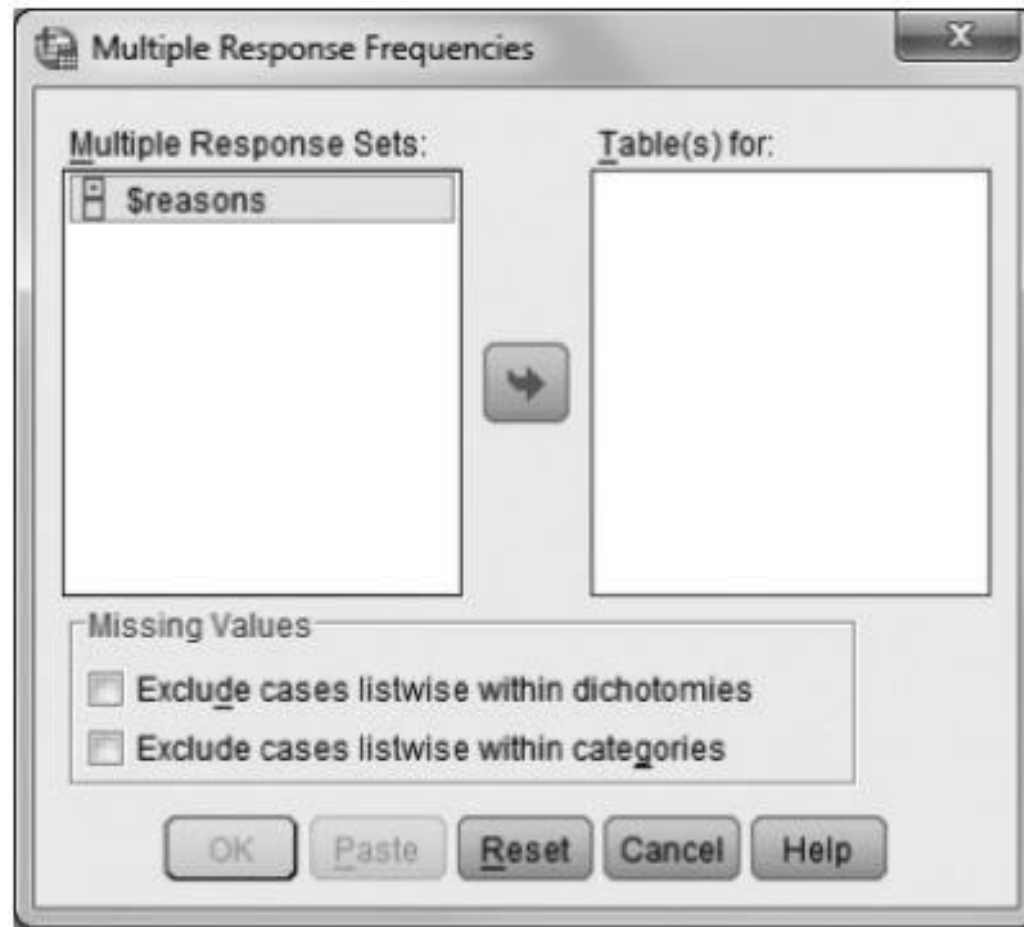 Multiple Response Frequencies
x
Multiple Response Sets:
Table(s) for:
$reasons
Missing Values
Exclude cases listwise within dichotomies
Exclude cases listwise within categories
OK Paste Reset Cancel Help